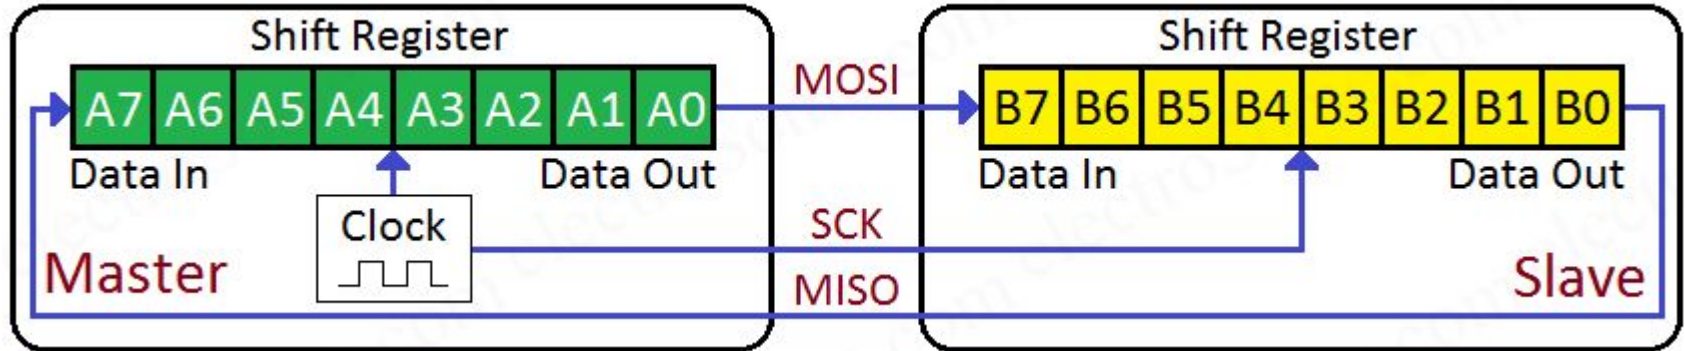 Shift Register
A7 A6 A5 A4 A3 A2 A1 A0
Data In
Data Out
Clock
Master
MOSI
SCK
MISO
Shift Register
B7 B6 B5 B4 B3 B2 B1 B0
Data In
Data Out
Slave